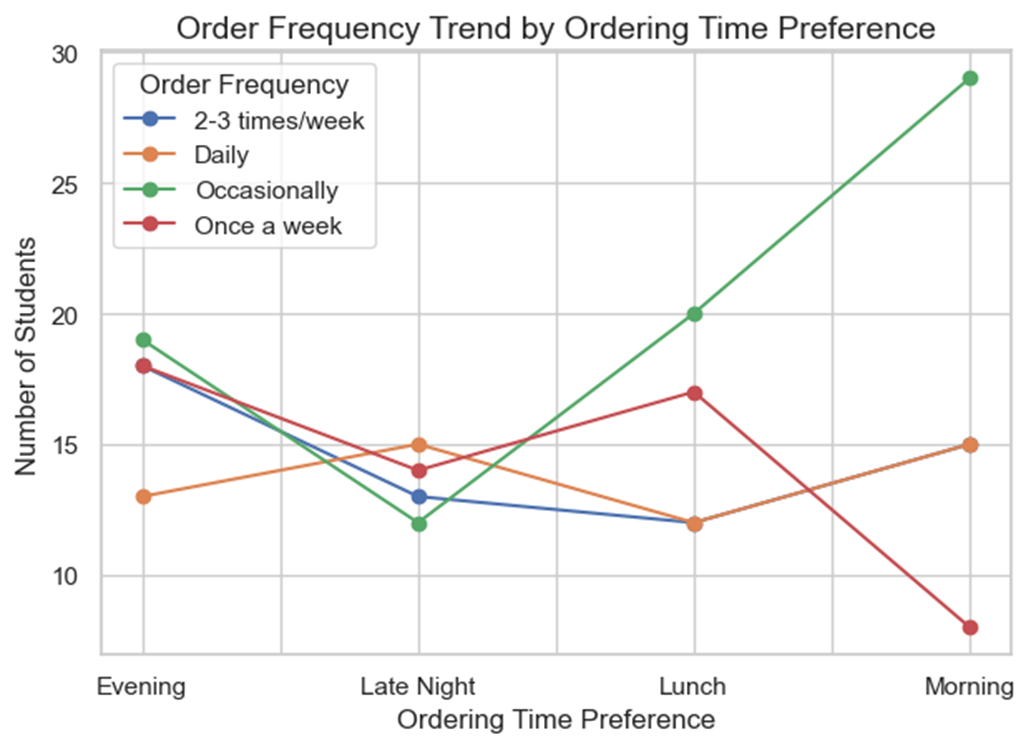 Order Frequency Trend by Ordering Time Preference
30
25
20
15
10
Number of Students
Order Frequency
2-3 times/week
Daily
Occasionally
Once a week
Evening
Late Night
Lunch
Morning
Ordering Time Preference